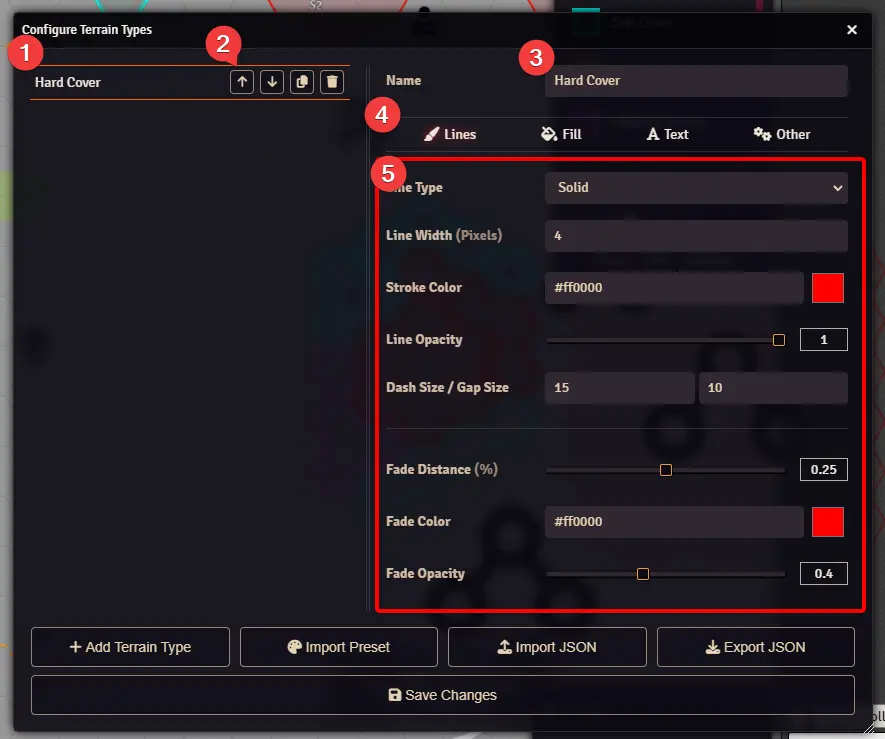 S2
Configure Terrain Types
1
2
3
Hard Cover
Name
Hard Cover
4
Lines
Fill
Text
Other
5
Type
Solid
Line Width (Pixels)
4
Stroke Color
#ff0000
Line Opacity
1
Dash Size / Gap Size
15
10
Fade Distance (%)
0.25
Fade Color
#ff0000
Fade Opacity
0.4
Add Terrain Type
Import Preset
Import JSON
Export JSON
Save Changes